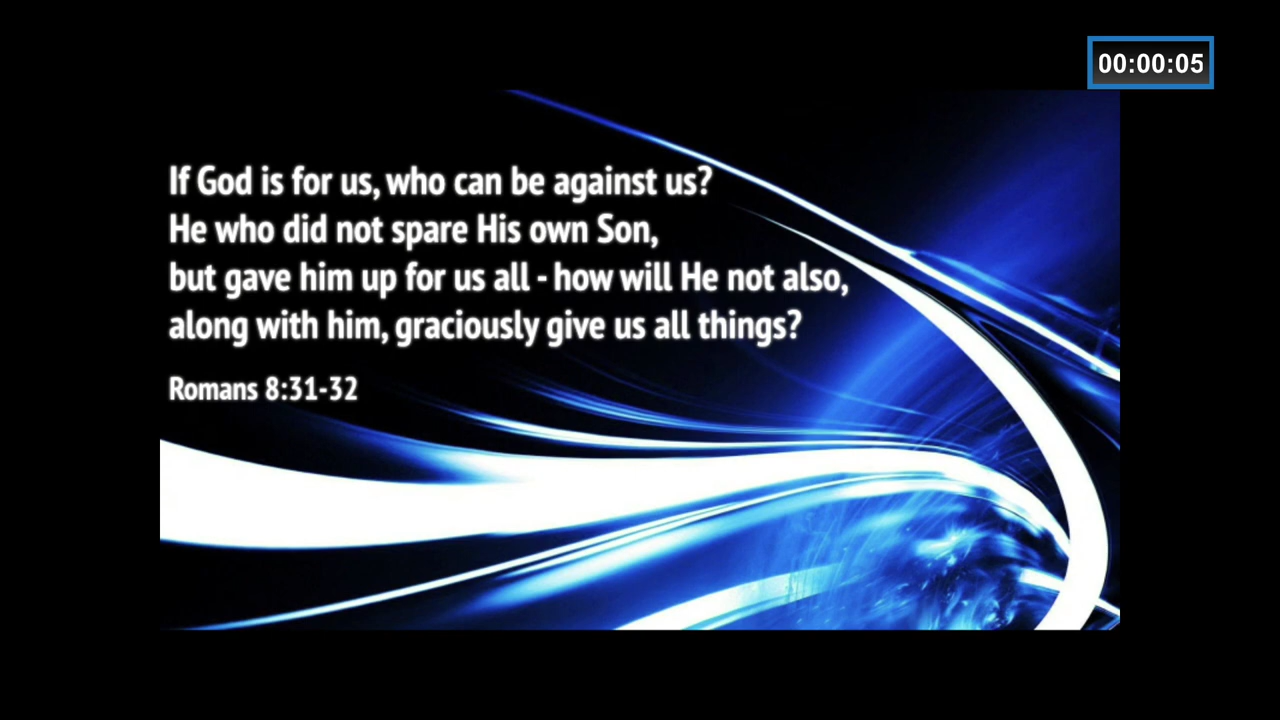 00:00:05
If God is for us, who can be against us?
He who did not spare His own Son,
but gave him up for us all - how will He not also,
along with him, graciously give us all things?
Romans 8:31-32